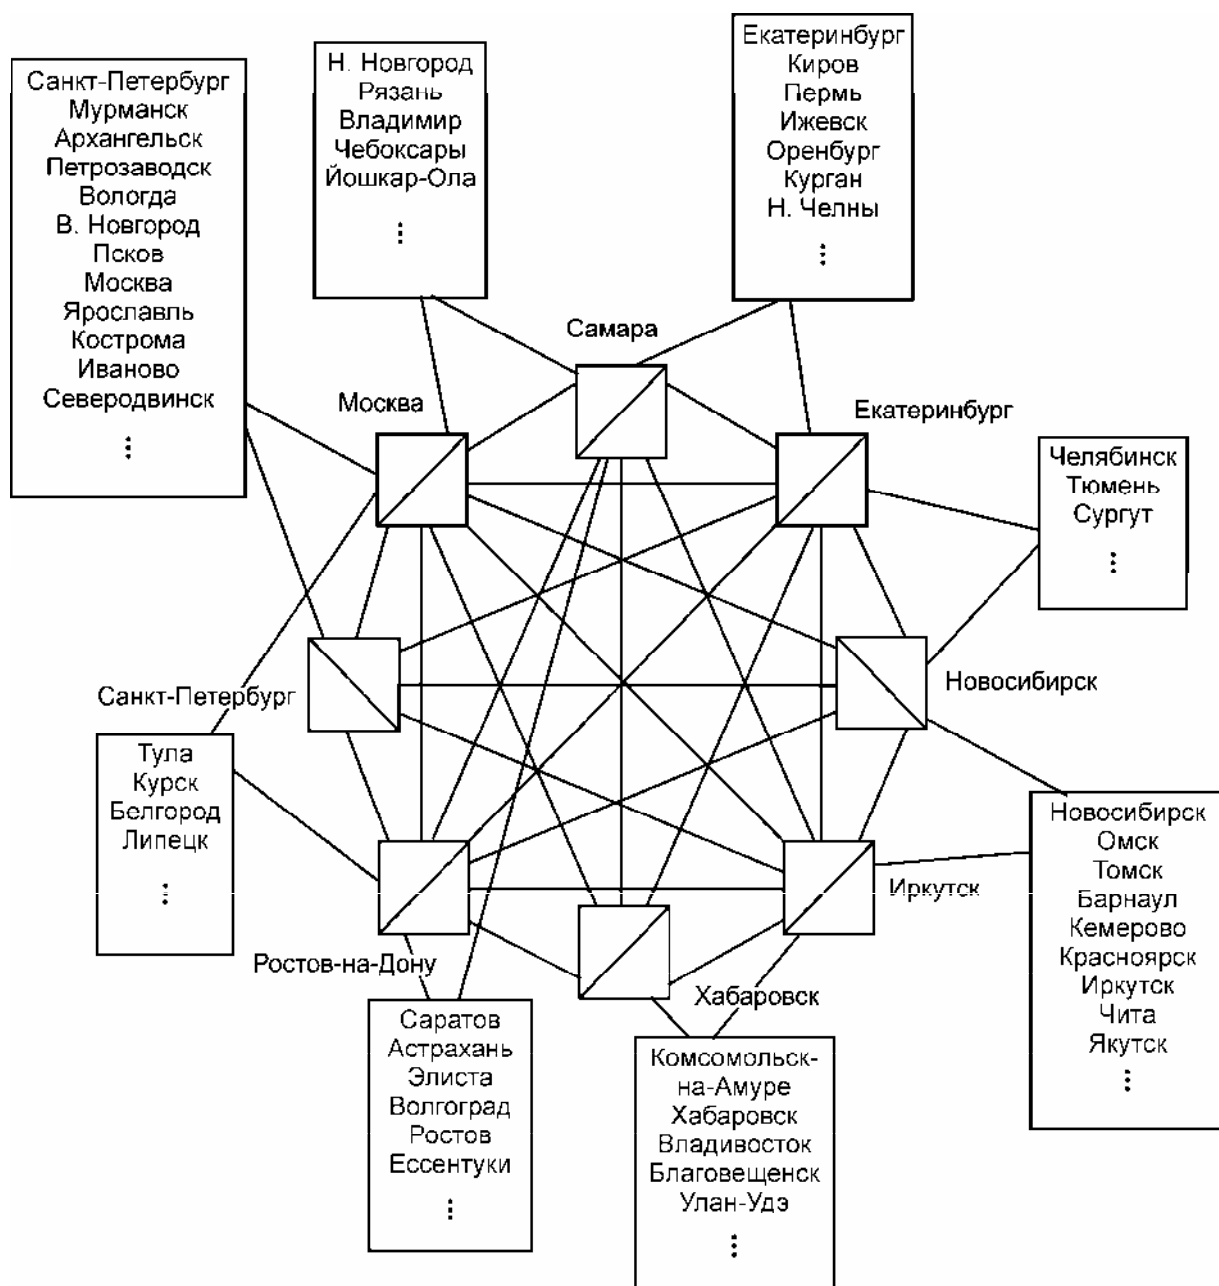 Санкт-Петербург
Мурманск
Архангельск
Петрозаводск
Вологда
В. Новгород
Псков
Москва
Ярославль
Кострома
Иваново
Северодвинск
⋮
Н. Новгород
Рязань
Владимир
Чебоксары
Йошкар-Ола
⋮
Екатеринбург
Киров
Пермь
Ижевск
Оренбург
Курган
Н. Челны
⋮
Самара
Москва
Екатеринбург
Челябинск
Тюмень
Сургут
⋮
Санкт-Петербург
Новосибирск
Тула
Курск
Белгород
Липецк
⋮
Новосибирск
Омск
Томск
Барнаул
Кемерово
Красноярск
Иркутск
Чита
Якутск
⋮
Иркутск
Ростов-на-Дону
Хабаровск
Саратов
Астрахань
Элиста
Волгоград
Ростов
Ессентуки
⋮
Комсомольск-
на-Амуре
Хабаровск
Владивосток
Благовещенск
Улан-Удэ
⋮